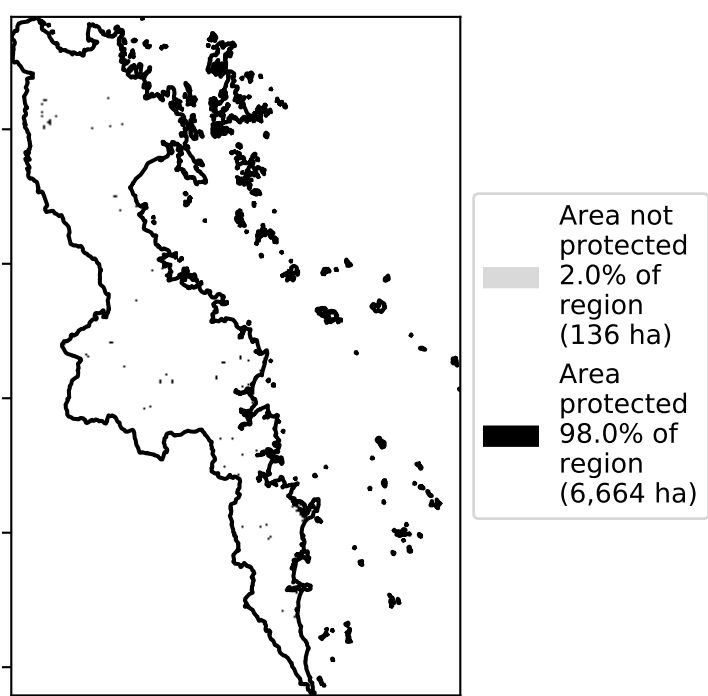 Area not
protected
2.0% of
region
(136 ha)
Area
protected
98.0% of
region
(6,664 ha)